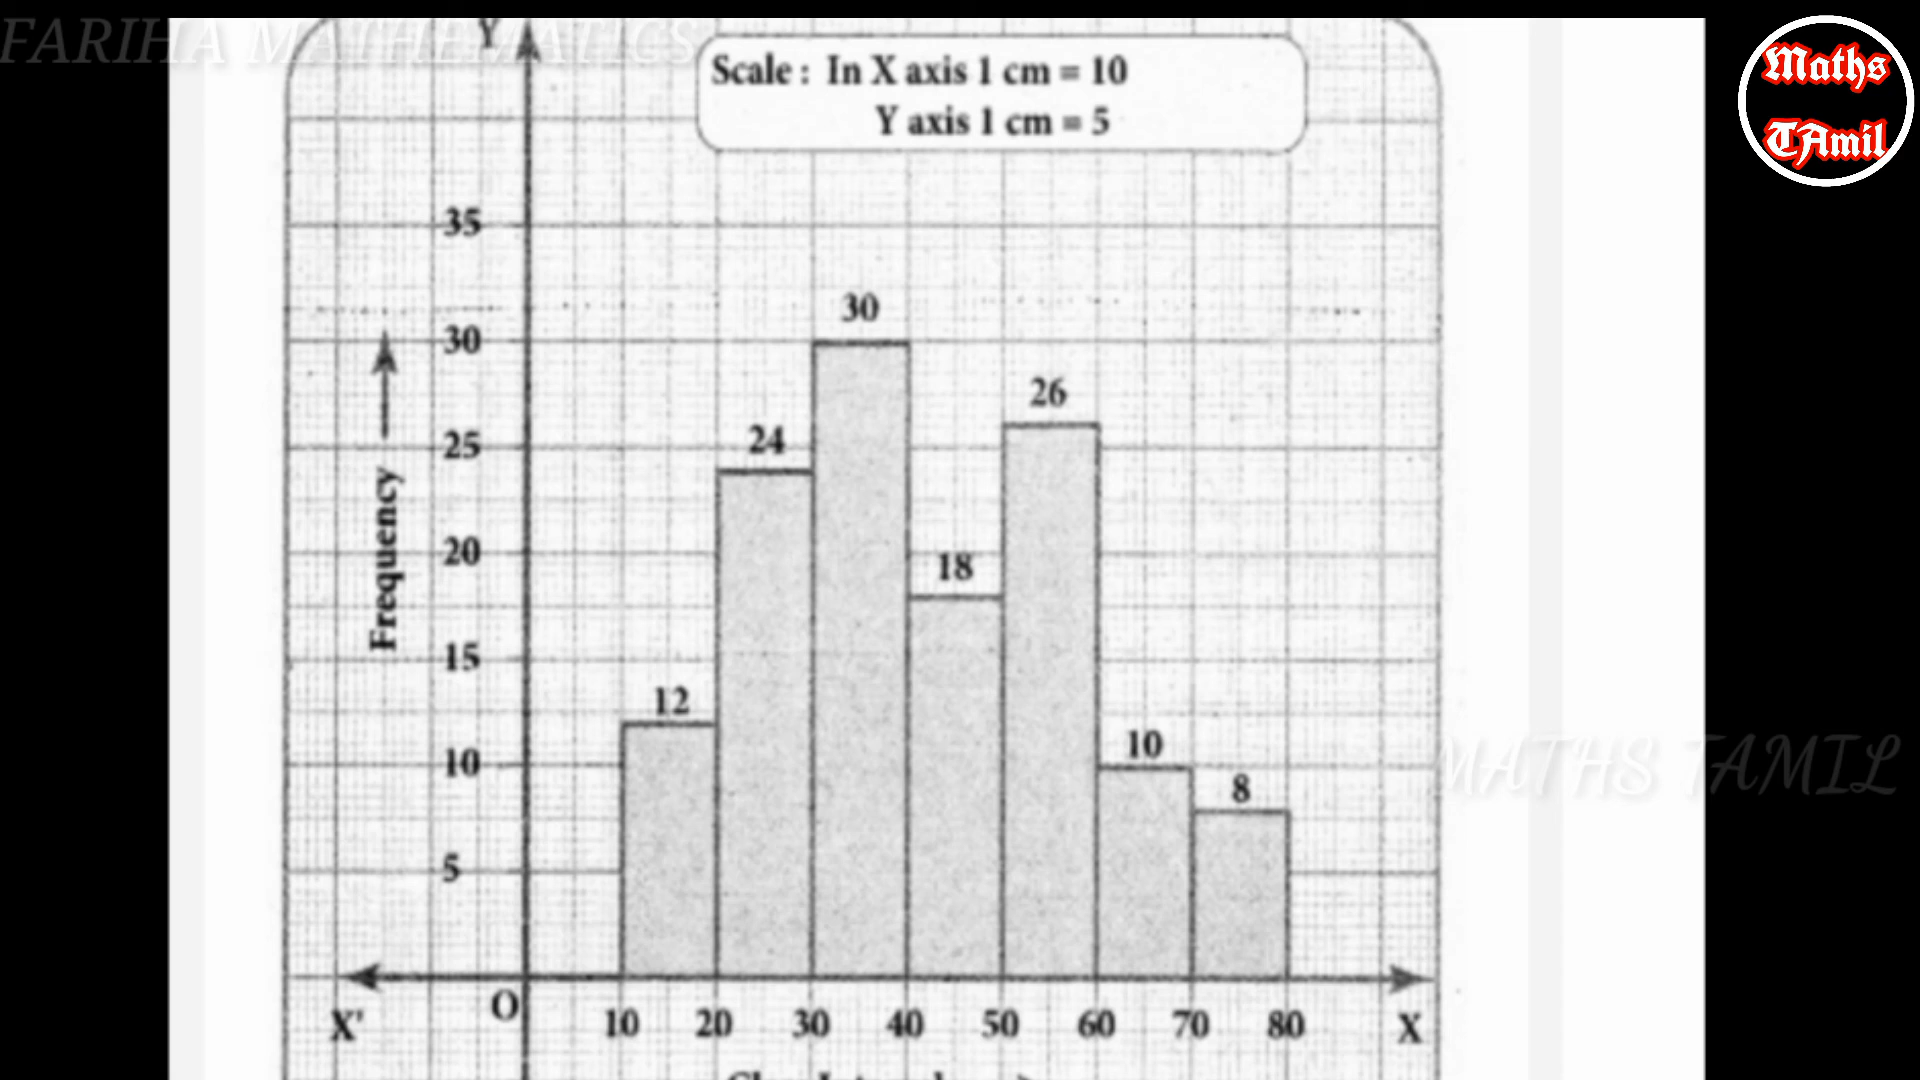 FARIHA MATHEMATICS
Maths
TAmil
Y
Scale : In X axis 1 cm = 10
Y axis 1 cm = 5
35
30
25
20
15
10
5
Frequency
12
24
30
18
26
10
8
MATHS TAMIL
O
X' 10 20 30 40 50 60 70 80 X